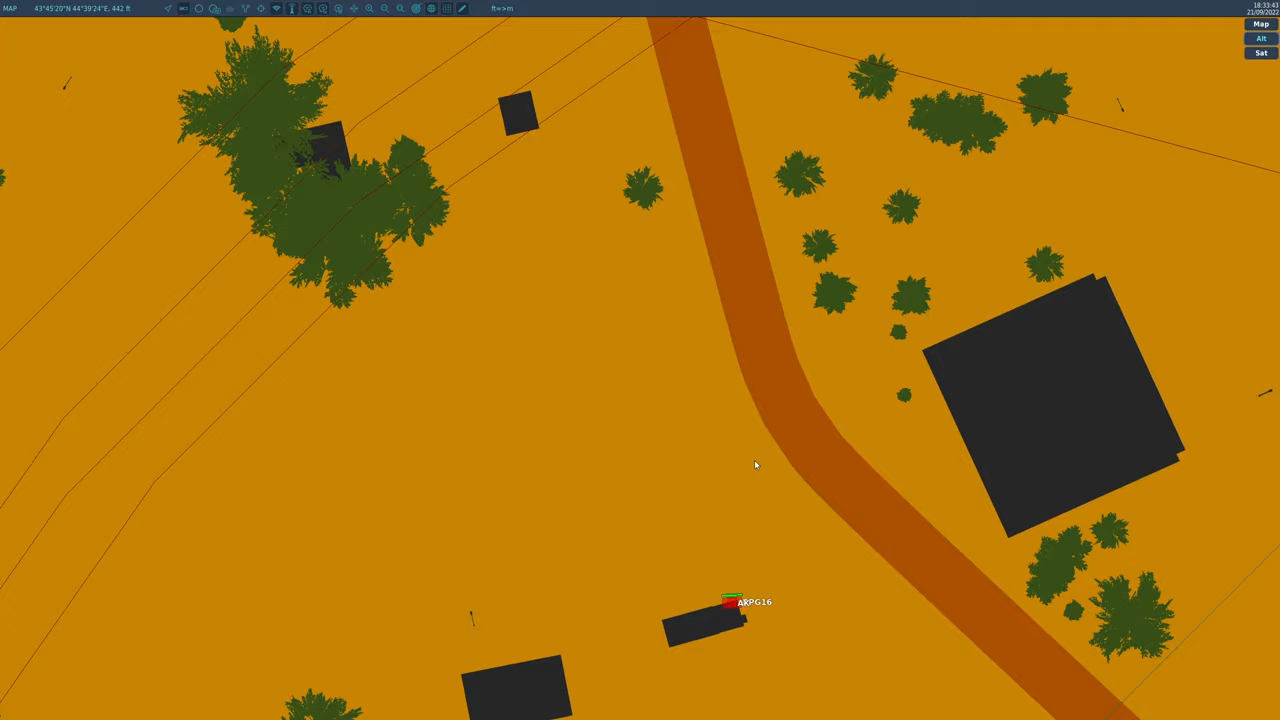 MAP 43°45'20"N 44°39'24"E, 442 ft ft=>m
18:33:43
21/09/2022
Map
Alt
Sat